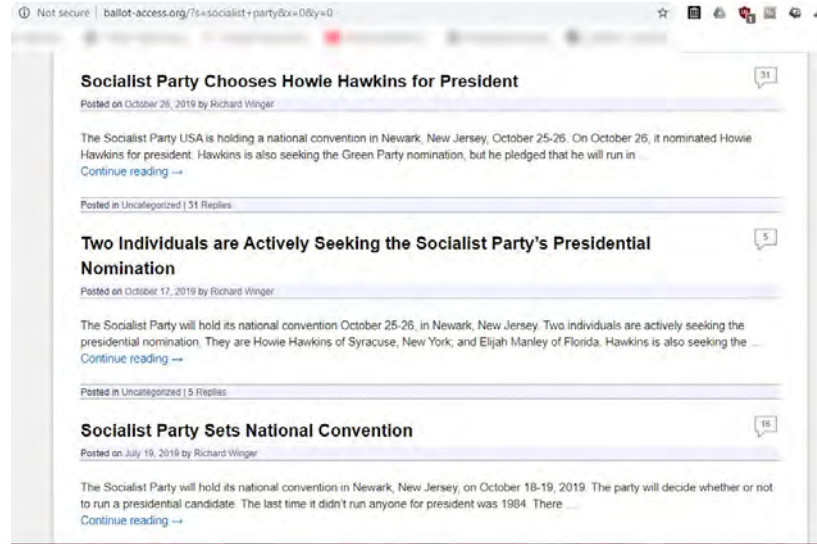 Not secure | ballot-access.org/?s=socialist+party&x=0&y=0
Socialist Party Chooses Howie Hawkins for President
31
Posted on October 26, 2019 by Richard Winger
The Socialist Party USA is holding a national convention in Newark, New Jersey, October 25-26. On October 26, it nominated Howie
Hawkins for president. Hawkins is also seeking the Green Party nomination, but he pledged that he will run in ...
Continue reading →
Posted in Uncategorized | 31 Replies
Two Individuals are Actively Seeking the Socialist Party's Presidential
5
Nomination
Posted on October 17, 2019 by Richard Winger
The Socialist Party will hold its national convention October 25-26, in Newark, New Jersey. Two individuals are actively seeking the
presidential nomination. They are Howie Hawkins of Syracuse, New York, and Elijah Manley of Florida. Hawkins is also seeking the ...
Continue reading →
Posted in Uncategorized | 5 Replies
Socialist Party Sets National Convention
16
Posted on July 19, 2019 by Richard Winger
The Socialist Party will hold its national convention in Newark, New Jersey, on October 18-19, 2019. The party will decide whether or not
to run a presidential candidate. The last time it didn't run anyone for president was 1984. There ...
Continue reading →